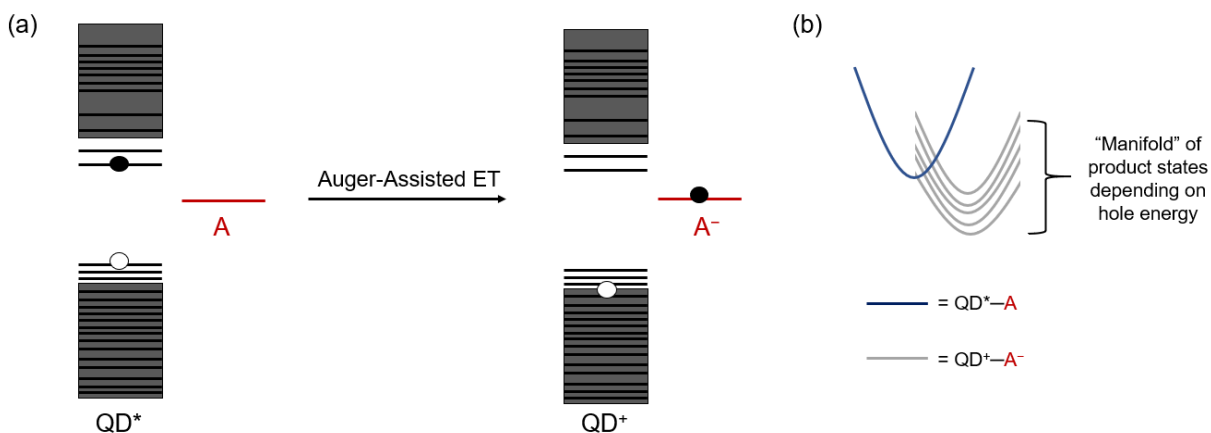 (a)
Auger-Assisted ET
A
A⁻
QD*
QD⁺
(b)
“Manifold” of
product states
depending on
hole energy
= QD*—A
= QD⁺—A⁻